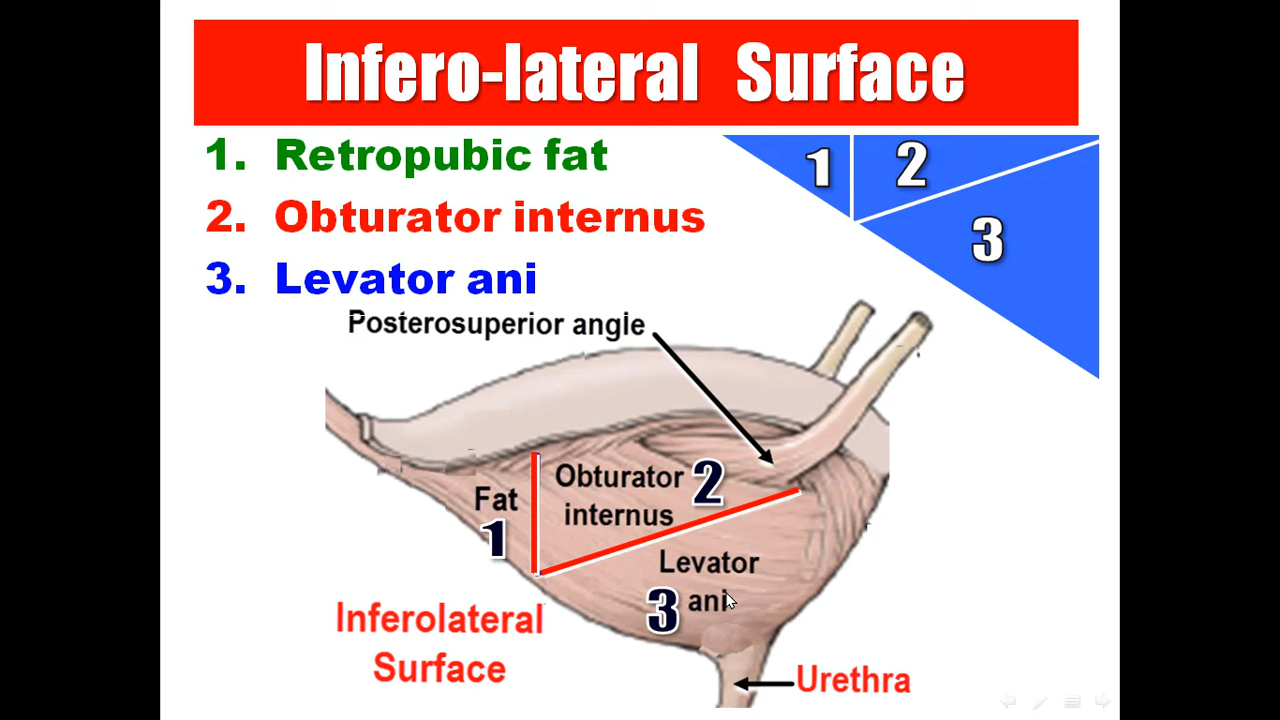 Infero-lateral Surface
1. Retropubic fat
2. Obturator internus
3. Levator ani
1 2
3
Posterosuperior angle
Obturator 2
internus
Fat
1
Levator
3 ani
Inferolateral
Surface
Urethra